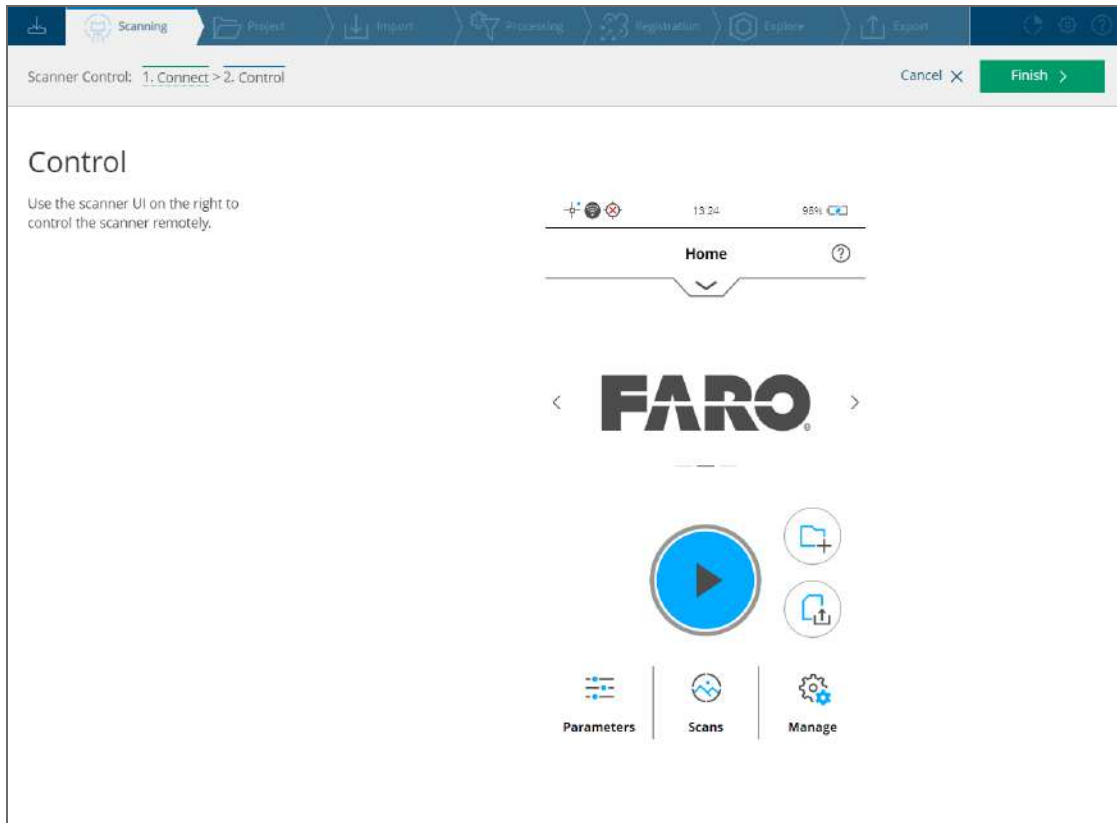 Scanning Project Import Processing Registration Explore Export
Scanner Control: 1. Connect > 2. Control Cancel Finish
Control
Use the scanner UI on the right to
control the scanner remotely.
13:24 98%
Home
FARO®
Parameters Scans Manage